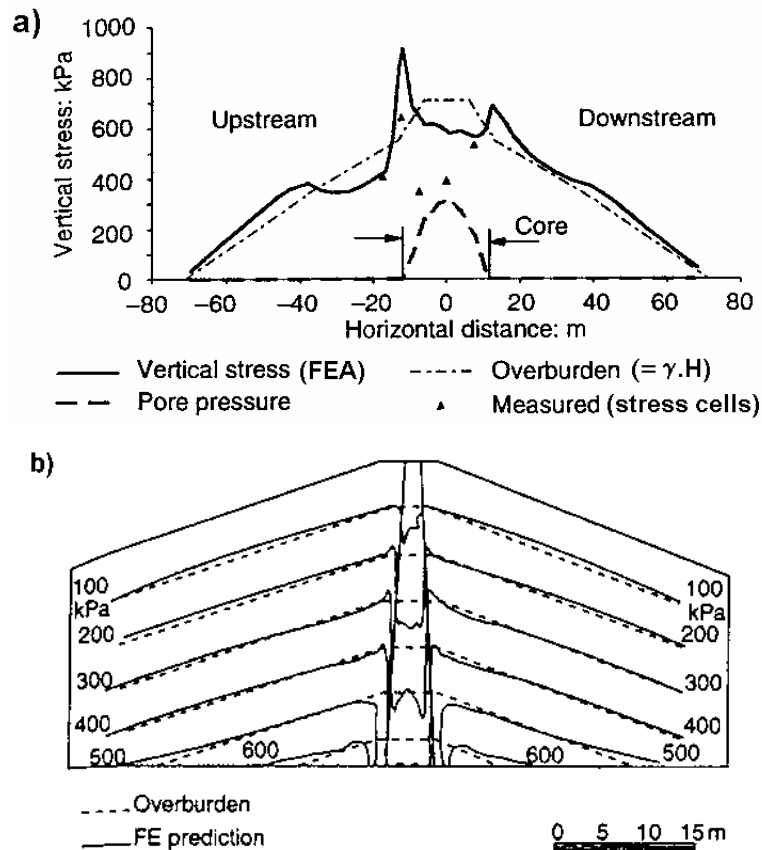 a)
1000
800
600
400
200
0
Vertical stress: kPa
Upstream
Downstream
Core
−80 −60 −40 −20 0 20 40 60 80
Horizontal distance: m
Vertical stress (FEA)
Overburden (= γ.H)
Pore pressure
Measured (stress cells)
b)
100 100
kPa kPa
200 200
300 300
400 400
500 600 600 500
Overburden
FE prediction
0 5 10 15m